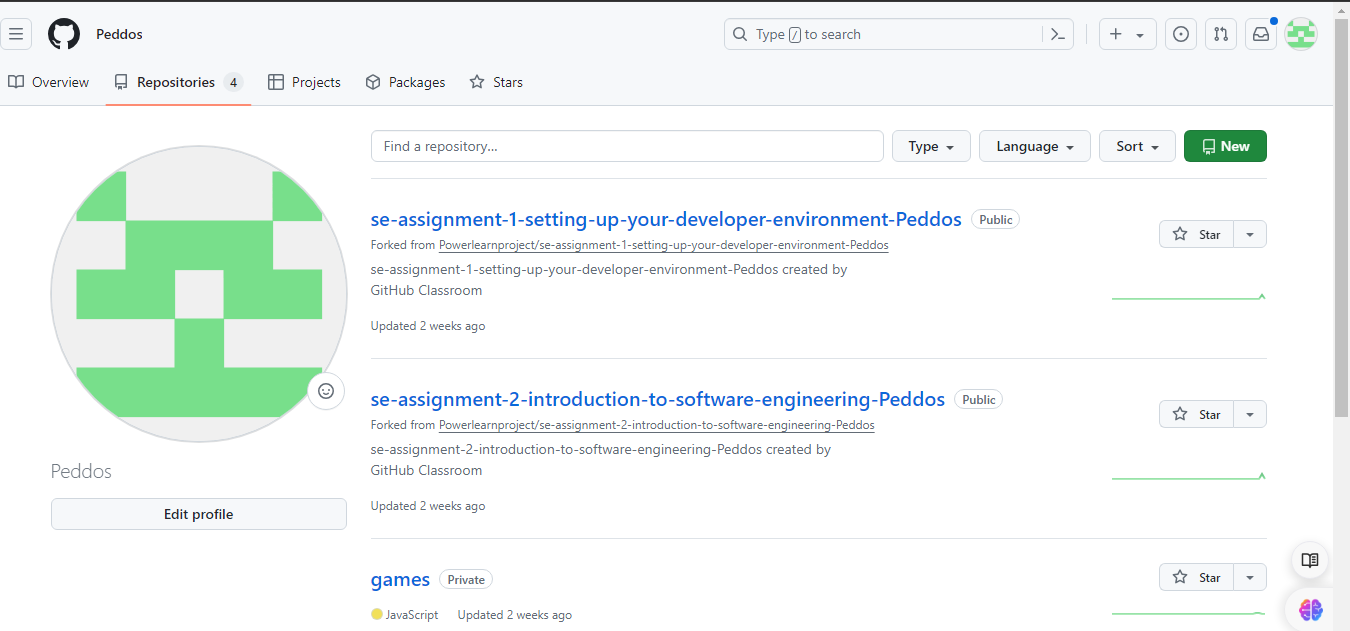 Peddos
Type / to search
Overview
Repositories 4
Projects
Packages
Stars
Find a repository...
Type
Language
Sort
New
se-assignment-1-setting-up-your-developer-environment-Peddos Public
Star
Forked from Powerlearnproject/se-assignment-1-setting-up-your-developer-environment-Peddos
se-assignment-1-setting-up-your-developer-environment-Peddos created by
GitHub Classroom
Updated 2 weeks ago
se-assignment-2-introduction-to-software-engineering-Peddos Public
Star
Forked from Powerlearnproject/se-assignment-2-introduction-to-software-engineering-Peddos
se-assignment-2-introduction-to-software-engineering-Peddos created by
GitHub Classroom
Updated 2 weeks ago
games Private
Star
JavaScript Updated 2 weeks ago
Peddos
Edit profile